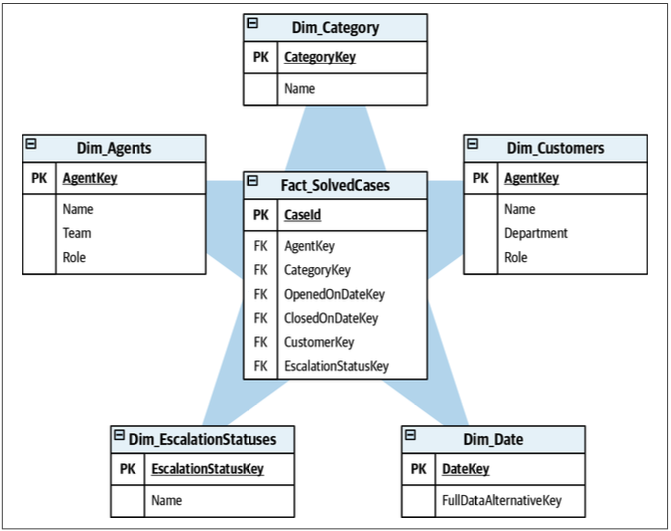 Dim_Category
PK CategoryKey
Name
Dim_Agents
PK AgentKey
Name
Team
Role
Fact_SolvedCases
PK CaseId
FK AgentKey
FK CategoryKey
FK OpenedOnDateKey
FK ClosedOnDateKey
FK CustomerKey
FK EscalationStatusKey
Dim_Customers
PK AgentKey
Name
Department
Role
Dim_EscalationStatuses
PK EscalationStatusKey
Name
Dim_Date
PK DateKey
FullDataAlternativeKey